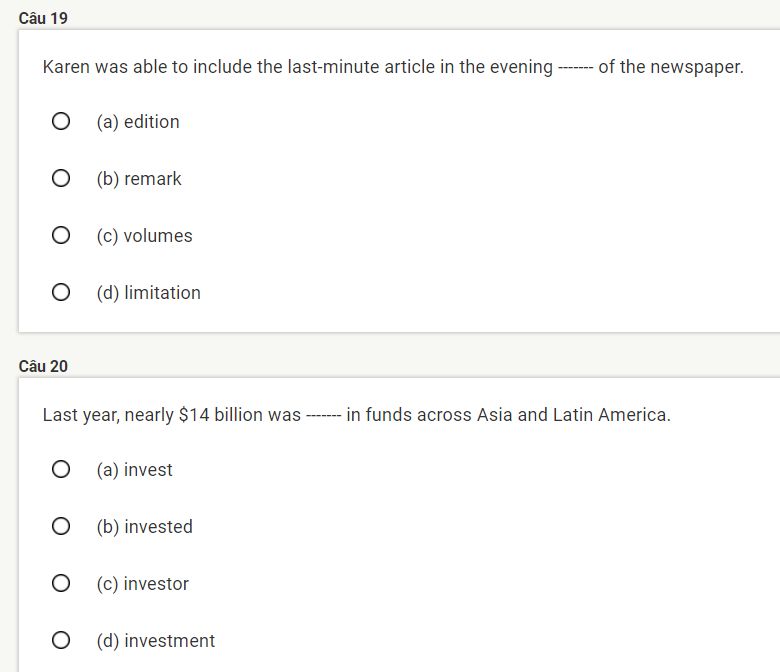 Câu 19
Karen was able to include the last-minute article in the evening ------- of the newspaper.
(a) edition
(b) remark
(c) volumes
(d) limitation
Câu 20
Last year, nearly $14 billion was ------- in funds across Asia and Latin America.
(a) invest
(b) invested
(c) investor
(d) investment